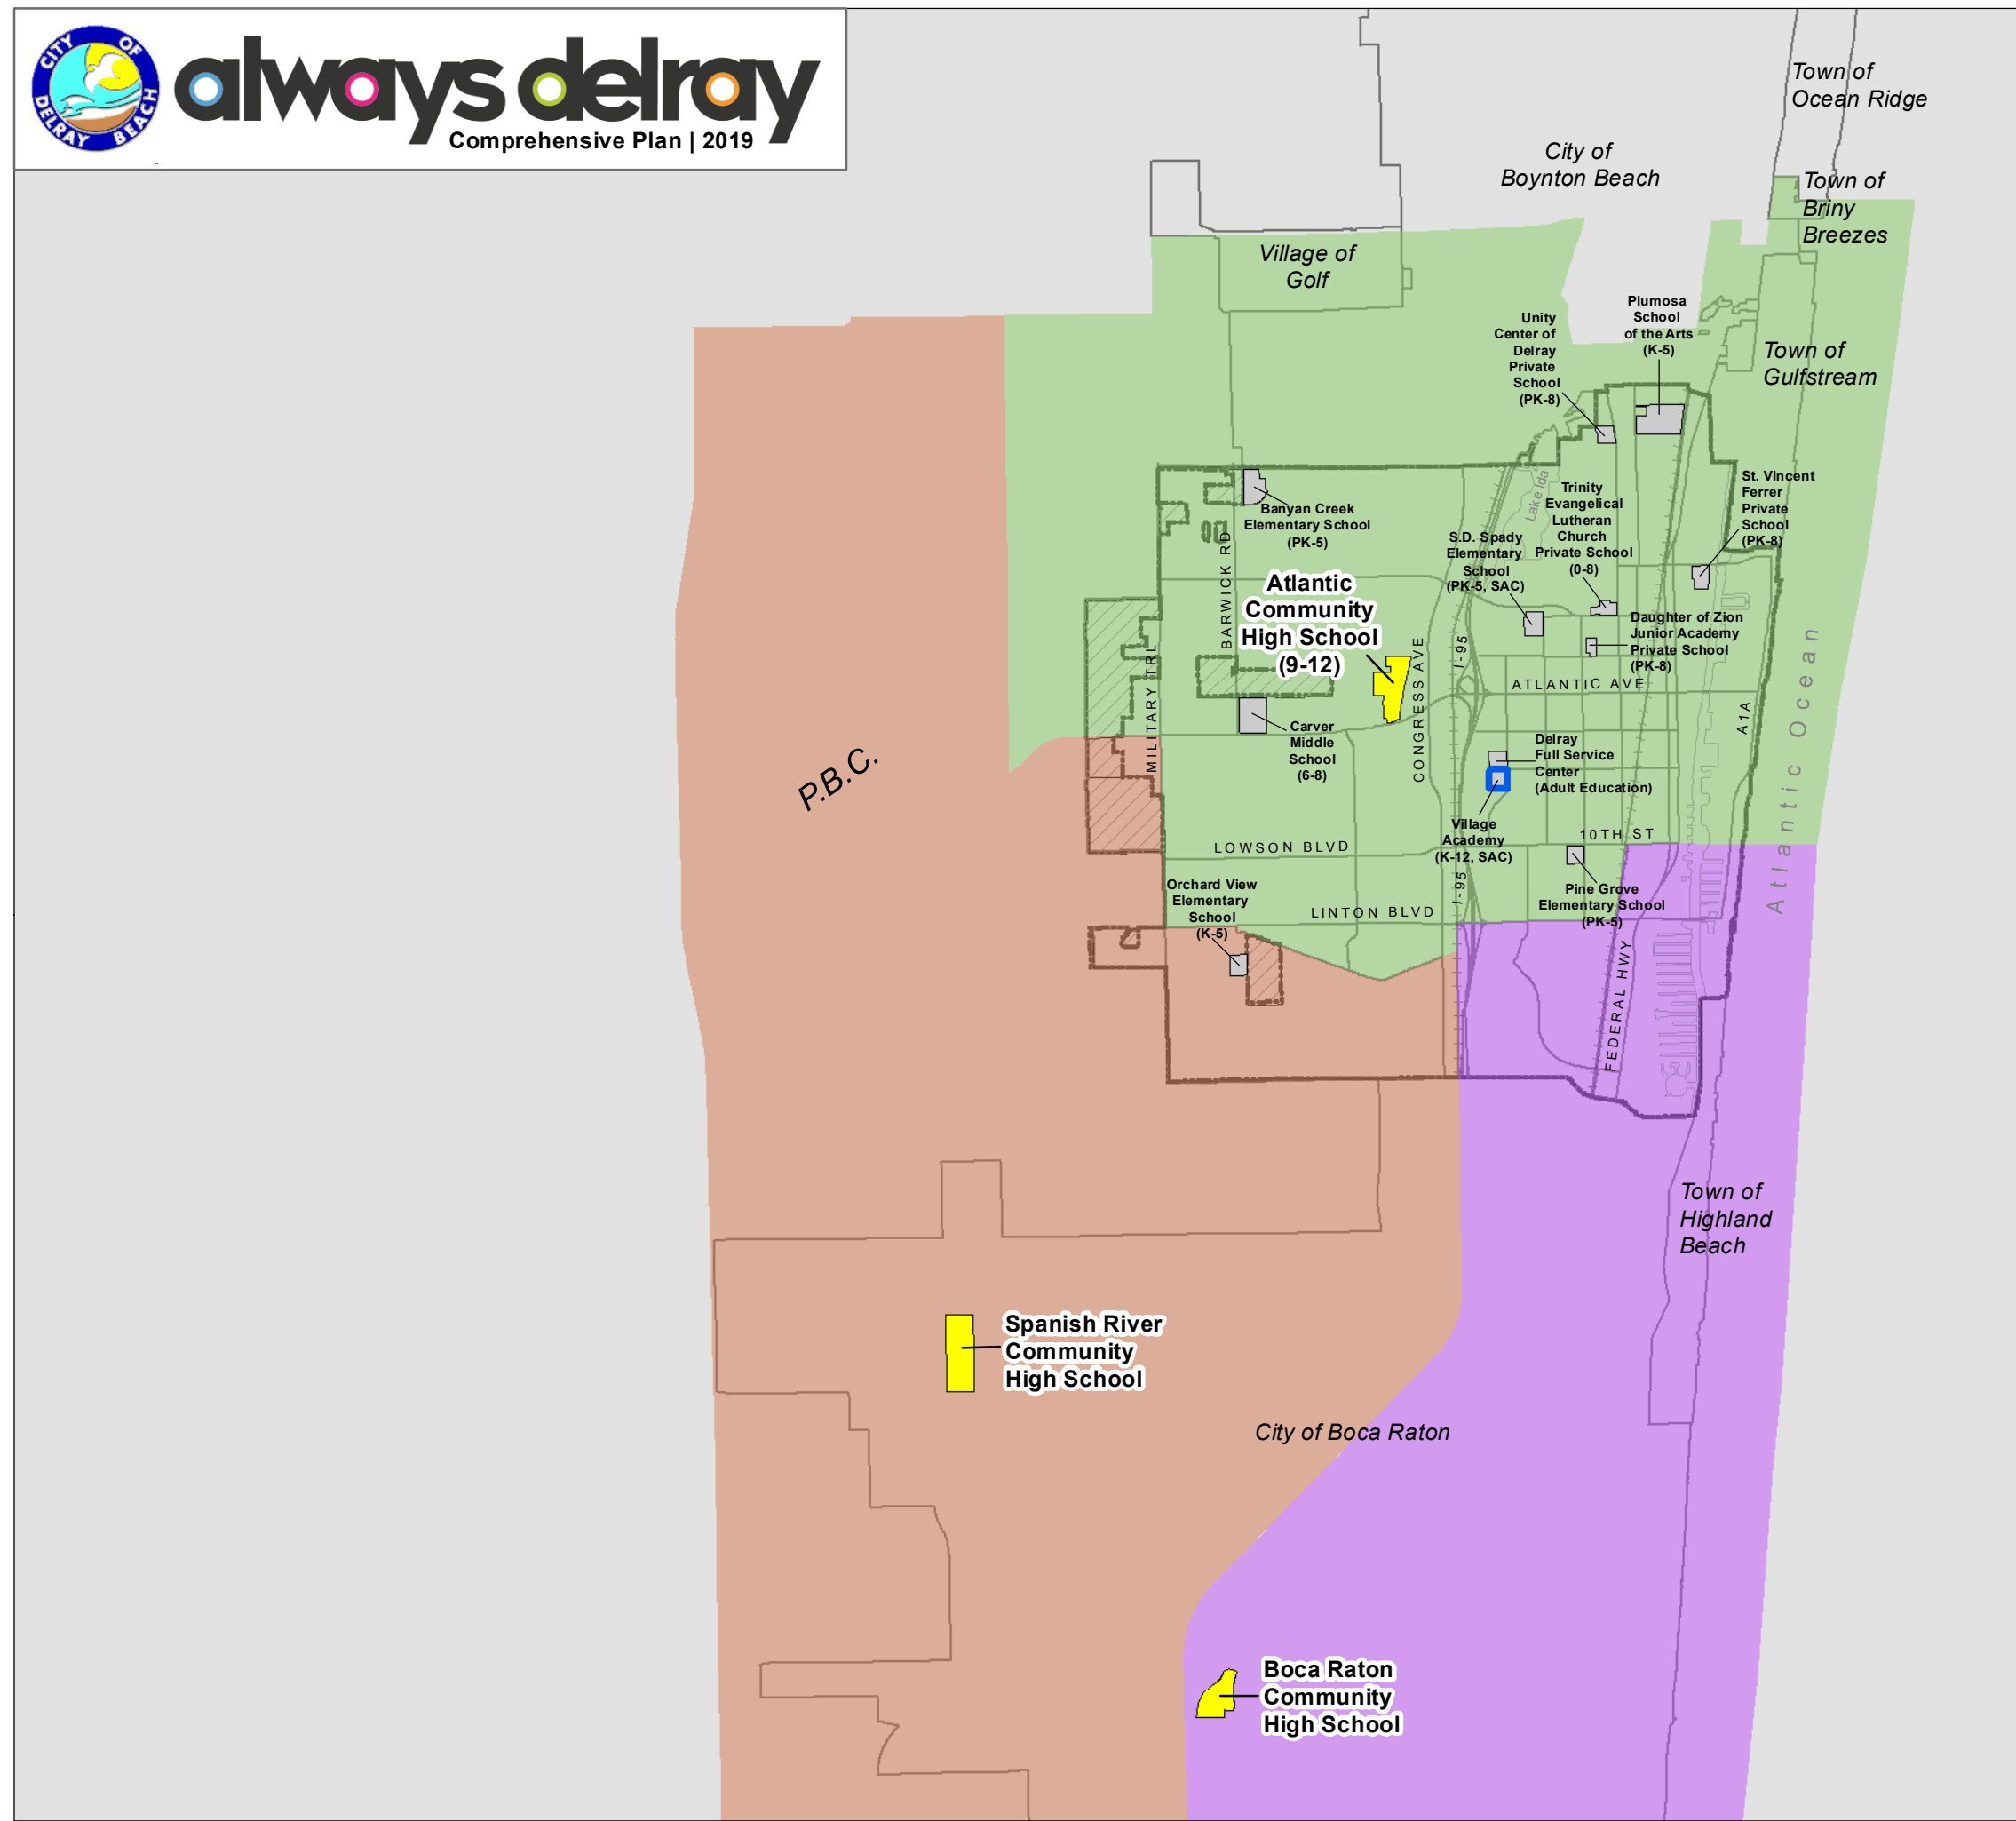 CITY OF
DELRAY BEACH
always delray
Comprehensive Plan | 2019
Town of
Ocean Ridge
City of
Boynton Beach
Town of
Briny
Breezes
Village of
Golf
Plumosa
School
of the Arts
(K-5)
Unity
Center of
Delray
Private
School
(PK-8)
Town of
Gulfstream
St. Vincent
Ferrer
Private
School
(PK-8)
Lake Ida
Trinity
Evangelical
Lutheran
Church
Private School
(0-8)
Banyan Creek
Elementary School
(PK-5)
S.D. Spady
Elementary
School
(PK-5, SAC)
BARWICK RD
Atlantic
Community
High School
(9-12)
Daughter of Zion
Junior Academy
Private School
(PK-8)
I-95
CONGRESS AVE
MILITARY TRL
ATLANTIC AVE
A1A
Atlantic Ocean
Carver
Middle
School
(6-8)
Delray
Full Service
Center
(Adult Education)
P.B.C.
Village
Academy
(K-12, SAC)
10TH ST
LOWSON BLVD
I-95
Orchard View
Elementary
School
(K-5)
LINTON BLVD
Pine Grove
Elementary School
(PK-5)
FEDERAL HWY
Town of
Highland
Beach
Spanish River
Community
High School
City of Boca Raton
Boca Raton
Community
High School